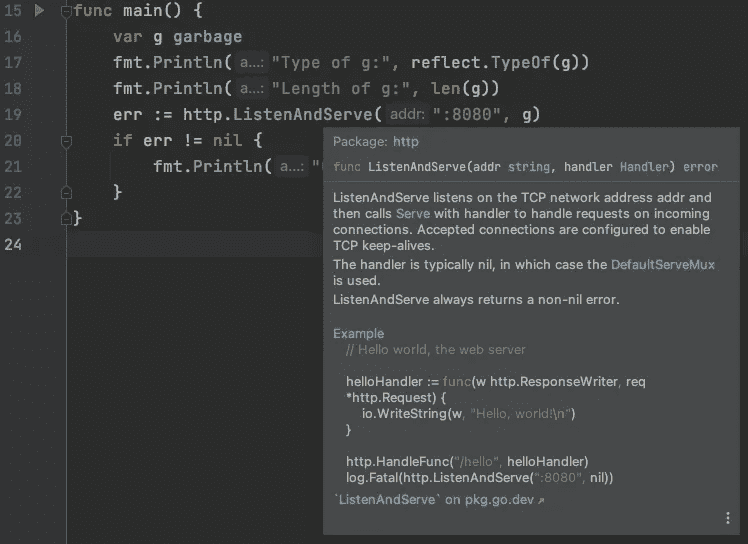 15 func main() {
16 var g garbage
17 fmt.Println( a...: "Type of g:", reflect.TypeOf(g))
18 fmt.Println( a...: "Length of g:", len(g))
19 err := http.ListenAndServe( addr: ":8080", g)
20 if err != nil {
21 fmt.Println( a...: "
22 }
23 }
24
Package: http
func ListenAndServe(addr string, handler Handler) error
ListenAndServe listens on the TCP network address addr and
then calls Serve with handler to handle requests on incoming
connections. Accepted connections are configured to enable
TCP keep-alives.
The handler is typically nil, in which case the DefaultServeMux
is used.
ListenAndServe always returns a non-nil error.
Example
// Hello world, the web server
helloHandler := func(w http.ResponseWriter, req
*http.Request) {
io.WriteString(w, "Hello, world!\n")
}
http.HandleFunc("/hello", helloHandler)
log.Fatal(http.ListenAndServe(":8080", nil))
`ListenAndServe` on pkg.go.dev ↗